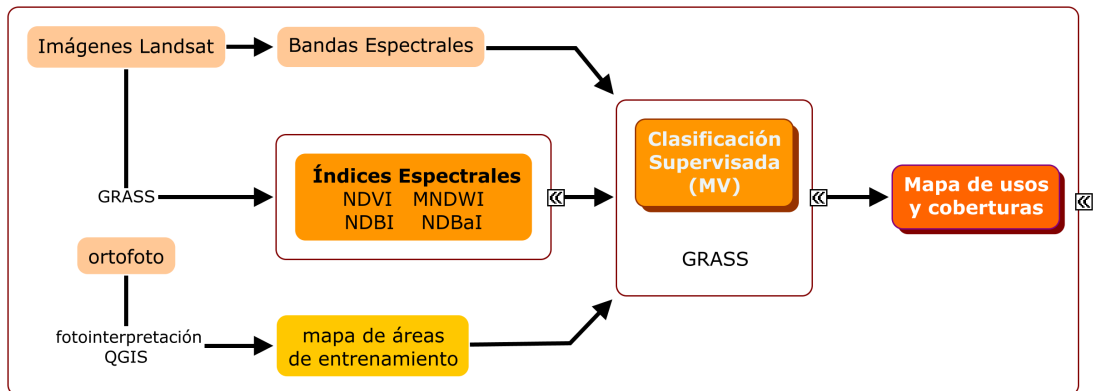 Imágenes Landsat
Bandas Espectrales
GRASS
Índices Espectrales
NDVI MNDWI
NDBI NDBaI
ortofoto
fotointerpretación
QGIS
mapa de áreas
de entrenamiento
Clasificación
Supervisada
(MV)
GRASS
Mapa de usos
y coberturas